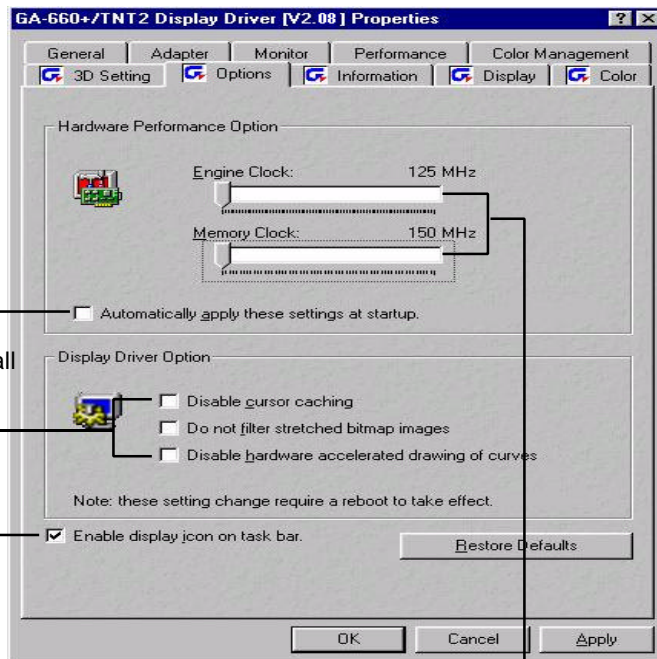 GA-660+/TNT2 Display Driver [V2.08] Properties
General Adapter Monitor Performance Color Management
3D Setting Options Information Display Color
Hardware Performance Option
Engine Clock: 125 MHz
Memory Clock: 150 MHz
Automatically apply these settings at startup.
all
Display Driver Option
Disable cursor caching
Do not filter stretched bitmap images
Disable hardware accelerated drawing of curves
Note: these setting change require a reboot to take effect.
Enable display icon on task bar.
Restore Defaults
OK Cancel Apply